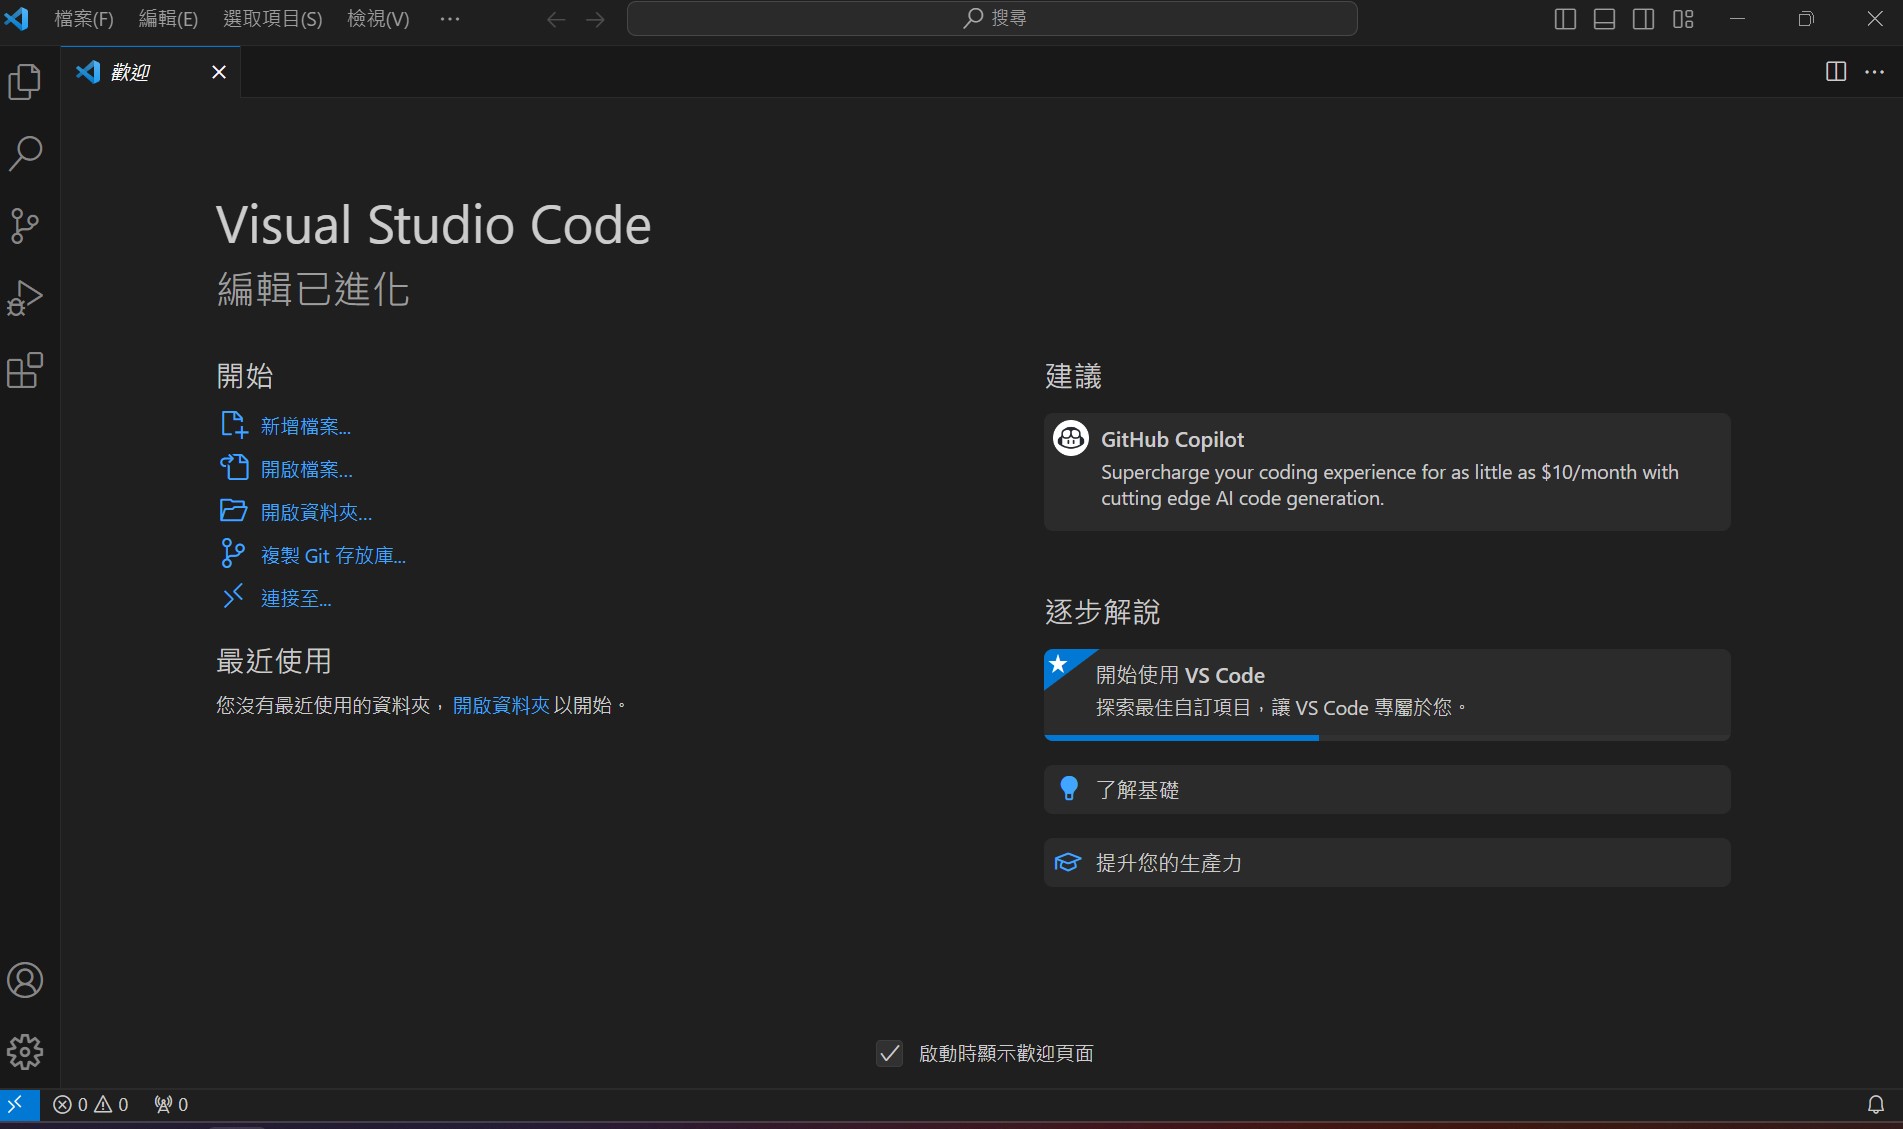 檔案(F) 編輯(E) 選取項目(S) 檢視(V) ··· 搜尋
歡迎
Visual Studio Code
編輯已進化
開始
新增檔案...
開啟檔案...
開啟資料夾...
複製 Git 存放庫...
連接至...
最近使用
您沒有最近使用的資料夾，開啟資料夾以開始。
建議
GitHub Copilot
Supercharge your coding experience for as little as $10/month with
cutting edge AI code generation.
逐步解說
開始使用 VS Code
探索最佳自訂項目，讓 VS Code 專屬於您。
了解基礎
提升您的生產力
啟動時顯示歡迎頁面
0 0 0